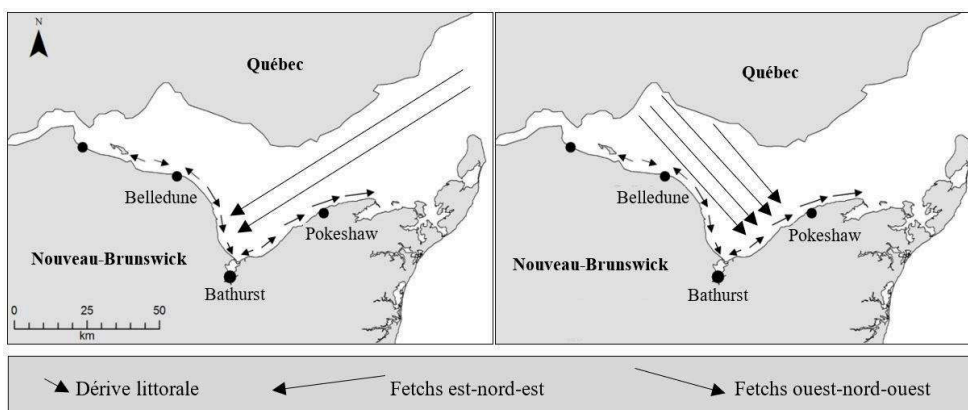 N
Québec
Belledune
Pokeshaw
Nouveau-Brunswick
Bathurst
0 25 50
km
Québec
Belledune
Pokeshaw
Nouveau-Brunswick
Bathurst
Dérive littorale
Fetchs est-nord-est
Fetchs ouest-nord-ouest